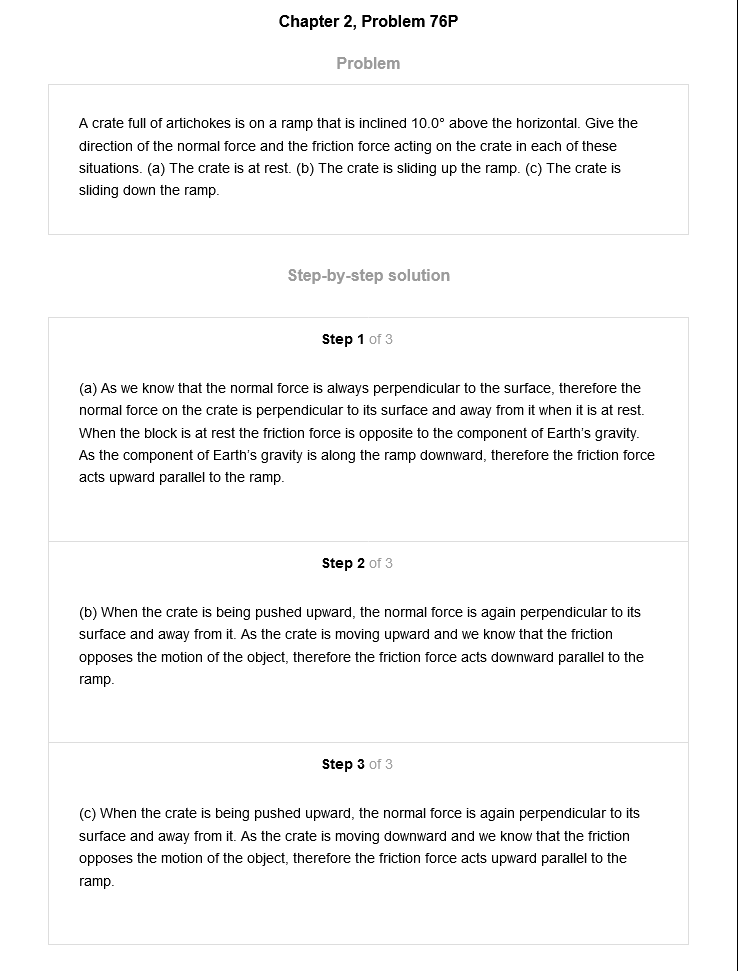 Chapter 2, Problem 76P
Problem
A crate full of artichokes is on a ramp that is inclined 10.0° above the horizontal. Give the
direction of the normal force and the friction force acting on the crate in each of these
situations. (a) The crate is at rest. (b) The crate is sliding up the ramp. (c) The crate is
sliding down the ramp.
Step-by-step solution
Step 1 of 3
(a) As we know that the normal force is always perpendicular to the surface, therefore the
normal force on the crate is perpendicular to its surface and away from it when it is at rest.
When the block is at rest the friction force is opposite to the component of Earth's gravity.
As the component of Earth's gravity is along the ramp downward, therefore the friction force
acts upward parallel to the ramp.
Step 2 of 3
(b) When the crate is being pushed upward, the normal force is again perpendicular to its
surface and away from it. As the crate is moving upward and we know that the friction
opposes the motion of the object, therefore the friction force acts downward parallel to the
ramp.
Step 3 of 3
(c) When the crate is being pushed upward, the normal force is again perpendicular to its
surface and away from it. As the crate is moving downward and we know that the friction
opposes the motion of the object, therefore the friction force acts upward parallel to the
ramp.